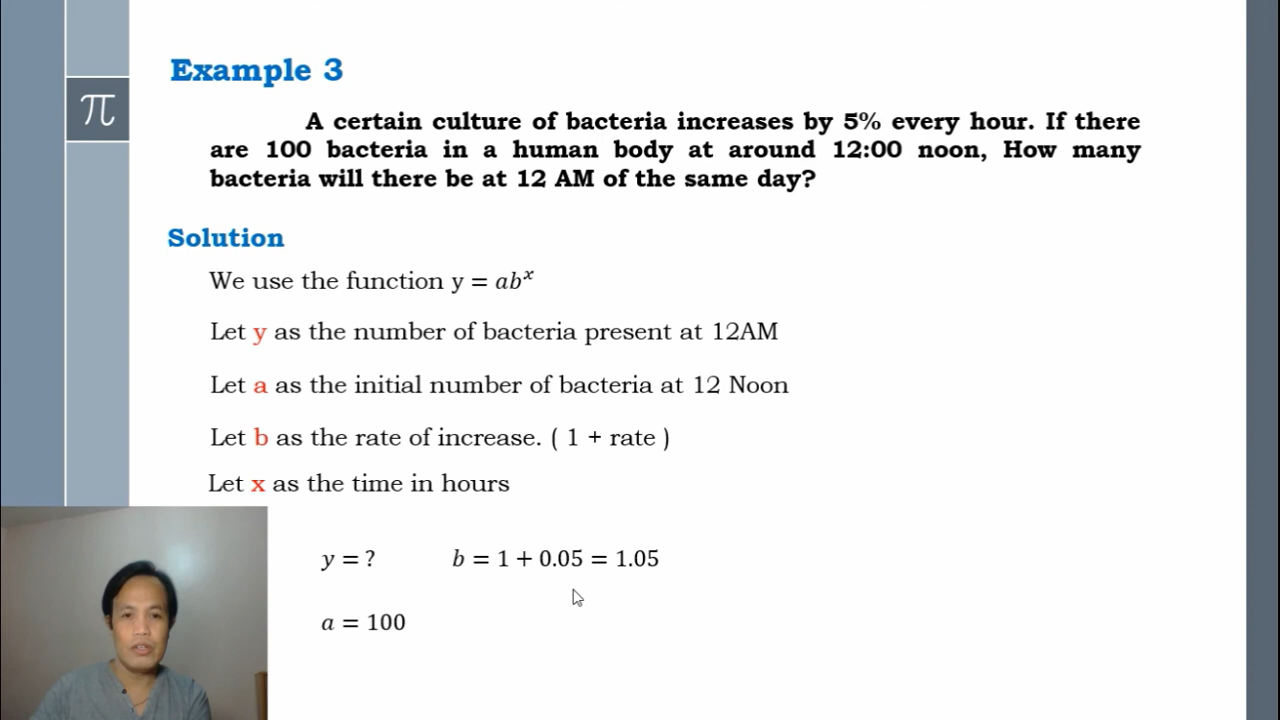 π
Example 3
A certain culture of bacteria increases by 5% every hour. If there
are 100 bacteria in a human body at around 12:00 noon, How many
bacteria will there be at 12 AM of the same day?
Solution
We use the function y = abˣ
Let y as the number of bacteria present at 12AM
Let a as the initial number of bacteria at 12 Noon
Let b as the rate of increase. ( 1 + rate )
Let x as the time in hours
y = ? b = 1 + 0.05 = 1.05
a = 100